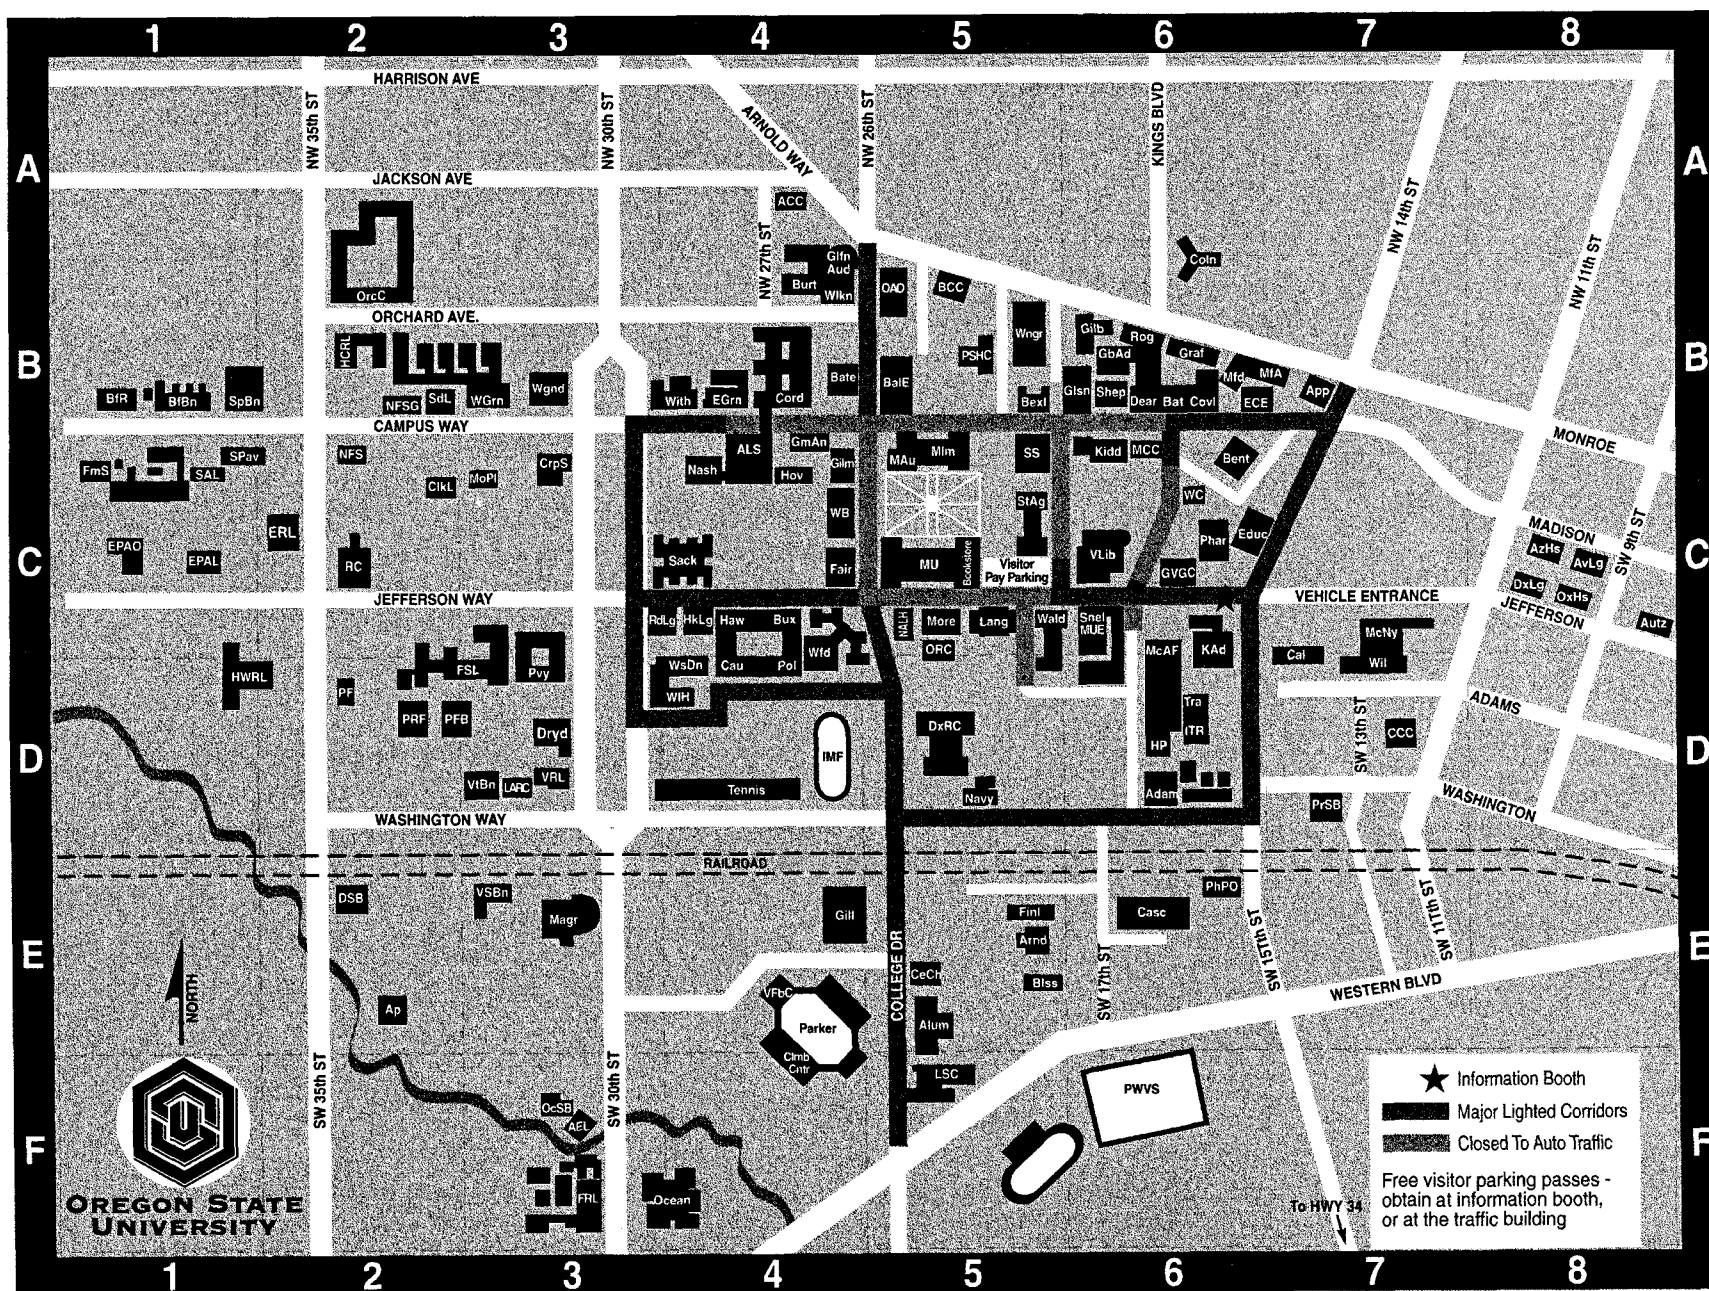 1 2 3 4 5 6 7 8
HARRISON AVE
NW 35th ST
NW 30th ST
ARNOLD WAY
NW 26th ST
KINGS BLVD
A A
JACKSON AVE
NW 14th ST
ACC
NW 27th ST
NW 11th ST
Glfn
Aud
Burt
Wlkn
OAD
BCC
Coln
OrcC
ORCHARD AVE.
B B
HCRL
NFSG
SdL
WGrn
Wgnd
With
EGrn
Cord
Bate
BalE
PSHC
Wngr
Bexl
Gilb
GbAd
Rog
Graf
Glsn
Shep
Dear Bat Covl
Mfd
MfA
ECE
App
BfR
BfBn
SpBn
CAMPUS WAY
MONROE
FmS
SAL
SPav
NFS
ClkL
MoPl
CrpS
Nash
ALS
GmAn
Hov
Gilm
MAu
Mlm
SS
Kidd
MCC
Bent
WB
StAg
WC
MADISON
SW 9th ST
ERL
EPAO
EPAL
C C
RC
Sack
Fair
MU
Bookstore
Visitor
Pay Parking
VLib
Phar
Educ
GVGC
AzHs
AvLg
DxLg
OxHs
JEFFERSON WAY
VEHICLE ENTRANCE
JEFFERSON
Autz
RdLg
HkLg
Haw Bux
Cau Pol
Wfd
NALH
More
Lang
Wald
Snel
MUE
ORC
McAF
KAd
Cal
McNy
Wil
HWRL
PF
FSL
Pvy
WsDn
WIH
PRF
PFB
Dryd
IMF
DxRC
Tra
ITR
HP
SW 13th ST
CCC
ADAMS
D D
VtBn
LARC
VRL
Tennis
Navy
Adam
PrSB
WASHINGTON
WASHINGTON WAY
RAILROAD
DSB
VSBn
Magr
Gill
Finl
Arnd
Blss
Casc
PhPO
SW 15TH ST
SW 11TH ST
E E
COLLEGE DR
SW 17th ST
CeCh
WESTERN BLVD
NORTH
Ap
VFbC
Parker
Clmb
Cntr
Alum
LSC
PWVS
SW 35th ST
SW 30th ST
OcSB
AEL
F F
FRL
Ocean
OREGON STATE
UNIVERSITY
To HWY 34
Information Booth
Major Lighted Corridors
Closed To Auto Traffic
Free visitor parking passes -
obtain at information booth,
or at the traffic building
1 2 3 4 5 6 7 8